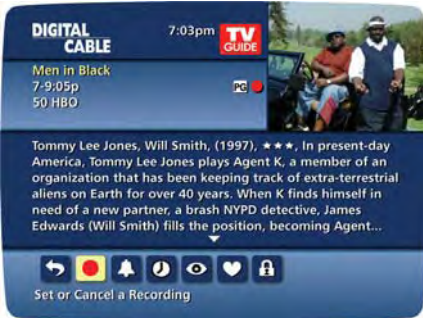 DIGITAL
CABLE
7:03pm
TV
GUIDE
Men in Black
7-9:05p
PG
50 HBO
Tommy Lee Jones, Will Smith, (1997), ★★★, In present-day
America, Tommy Lee Jones plays Agent K, a member of an
organization that has been keeping track of extra-terrestrial
aliens on Earth for over 40 years. When K finds himself in
need of a new partner, a brash NYPD detective, James
Edwards (Will Smith) fills the position, becoming Agent...
Set or Cancel a Recording